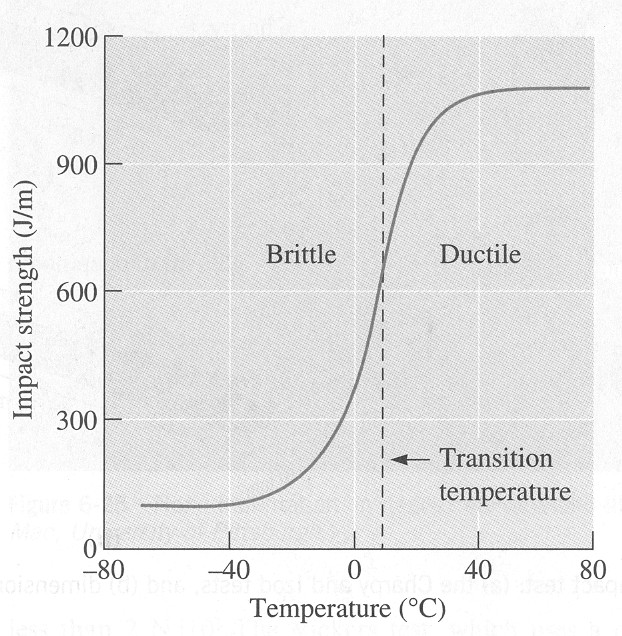 1200
900
600
300
0
Impact strength (J/m)
Brittle
Ductile
Transition
temperature
−80
−40
0
40
80
Temperature (°C)